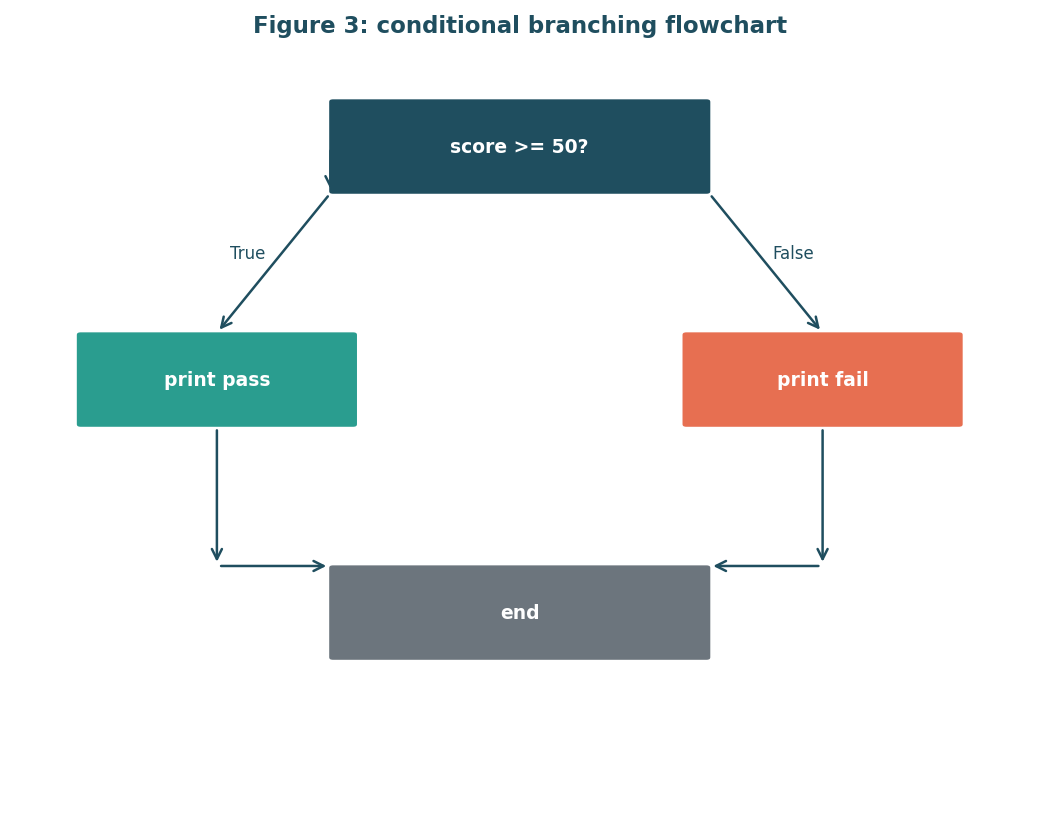 Figure 3: conditional branching flowchart
score >= 50?
True
False
print pass
print fail
end